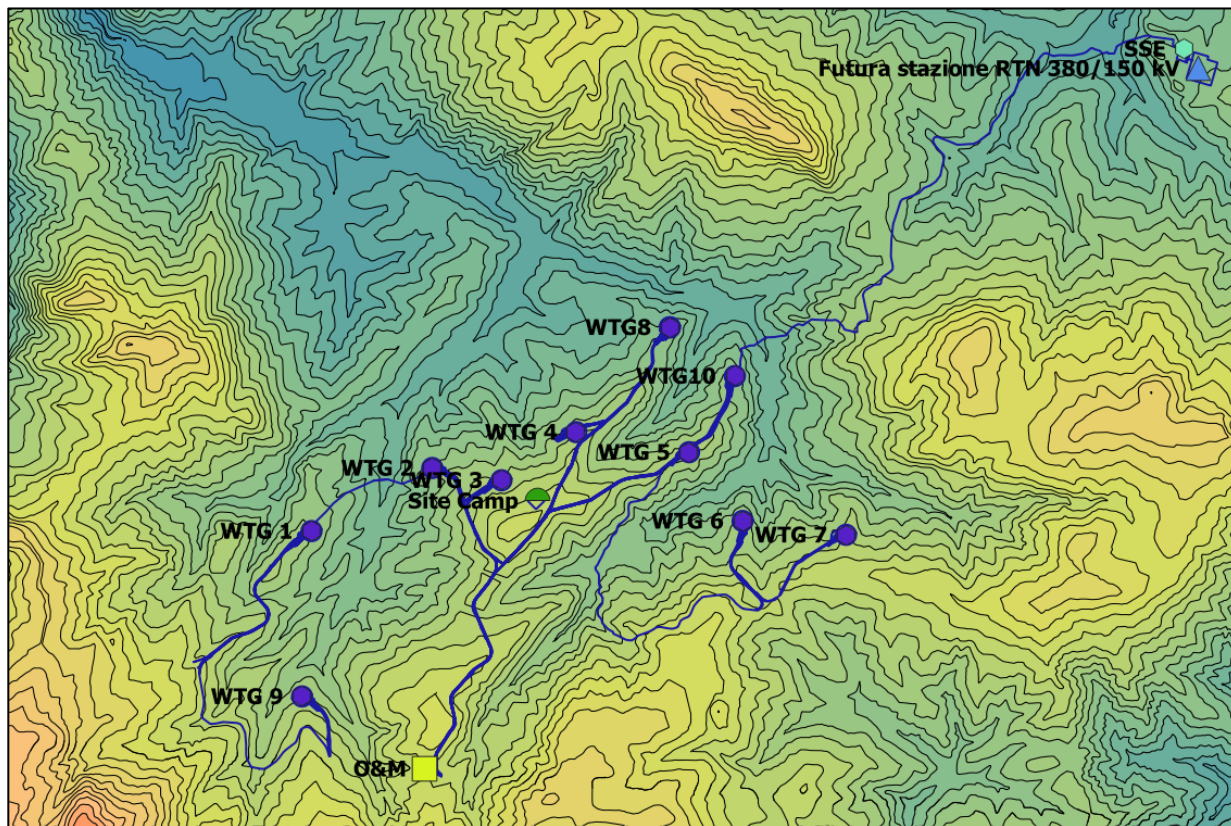 SSE
Futura stazione RTN 380/150 kV
WTG8
WTG10
WTG 4
WTG 5
WTG 2
WTG 3
Site Camp
WTG 6
WTG 1
WTG 7
WTG 9
O&M